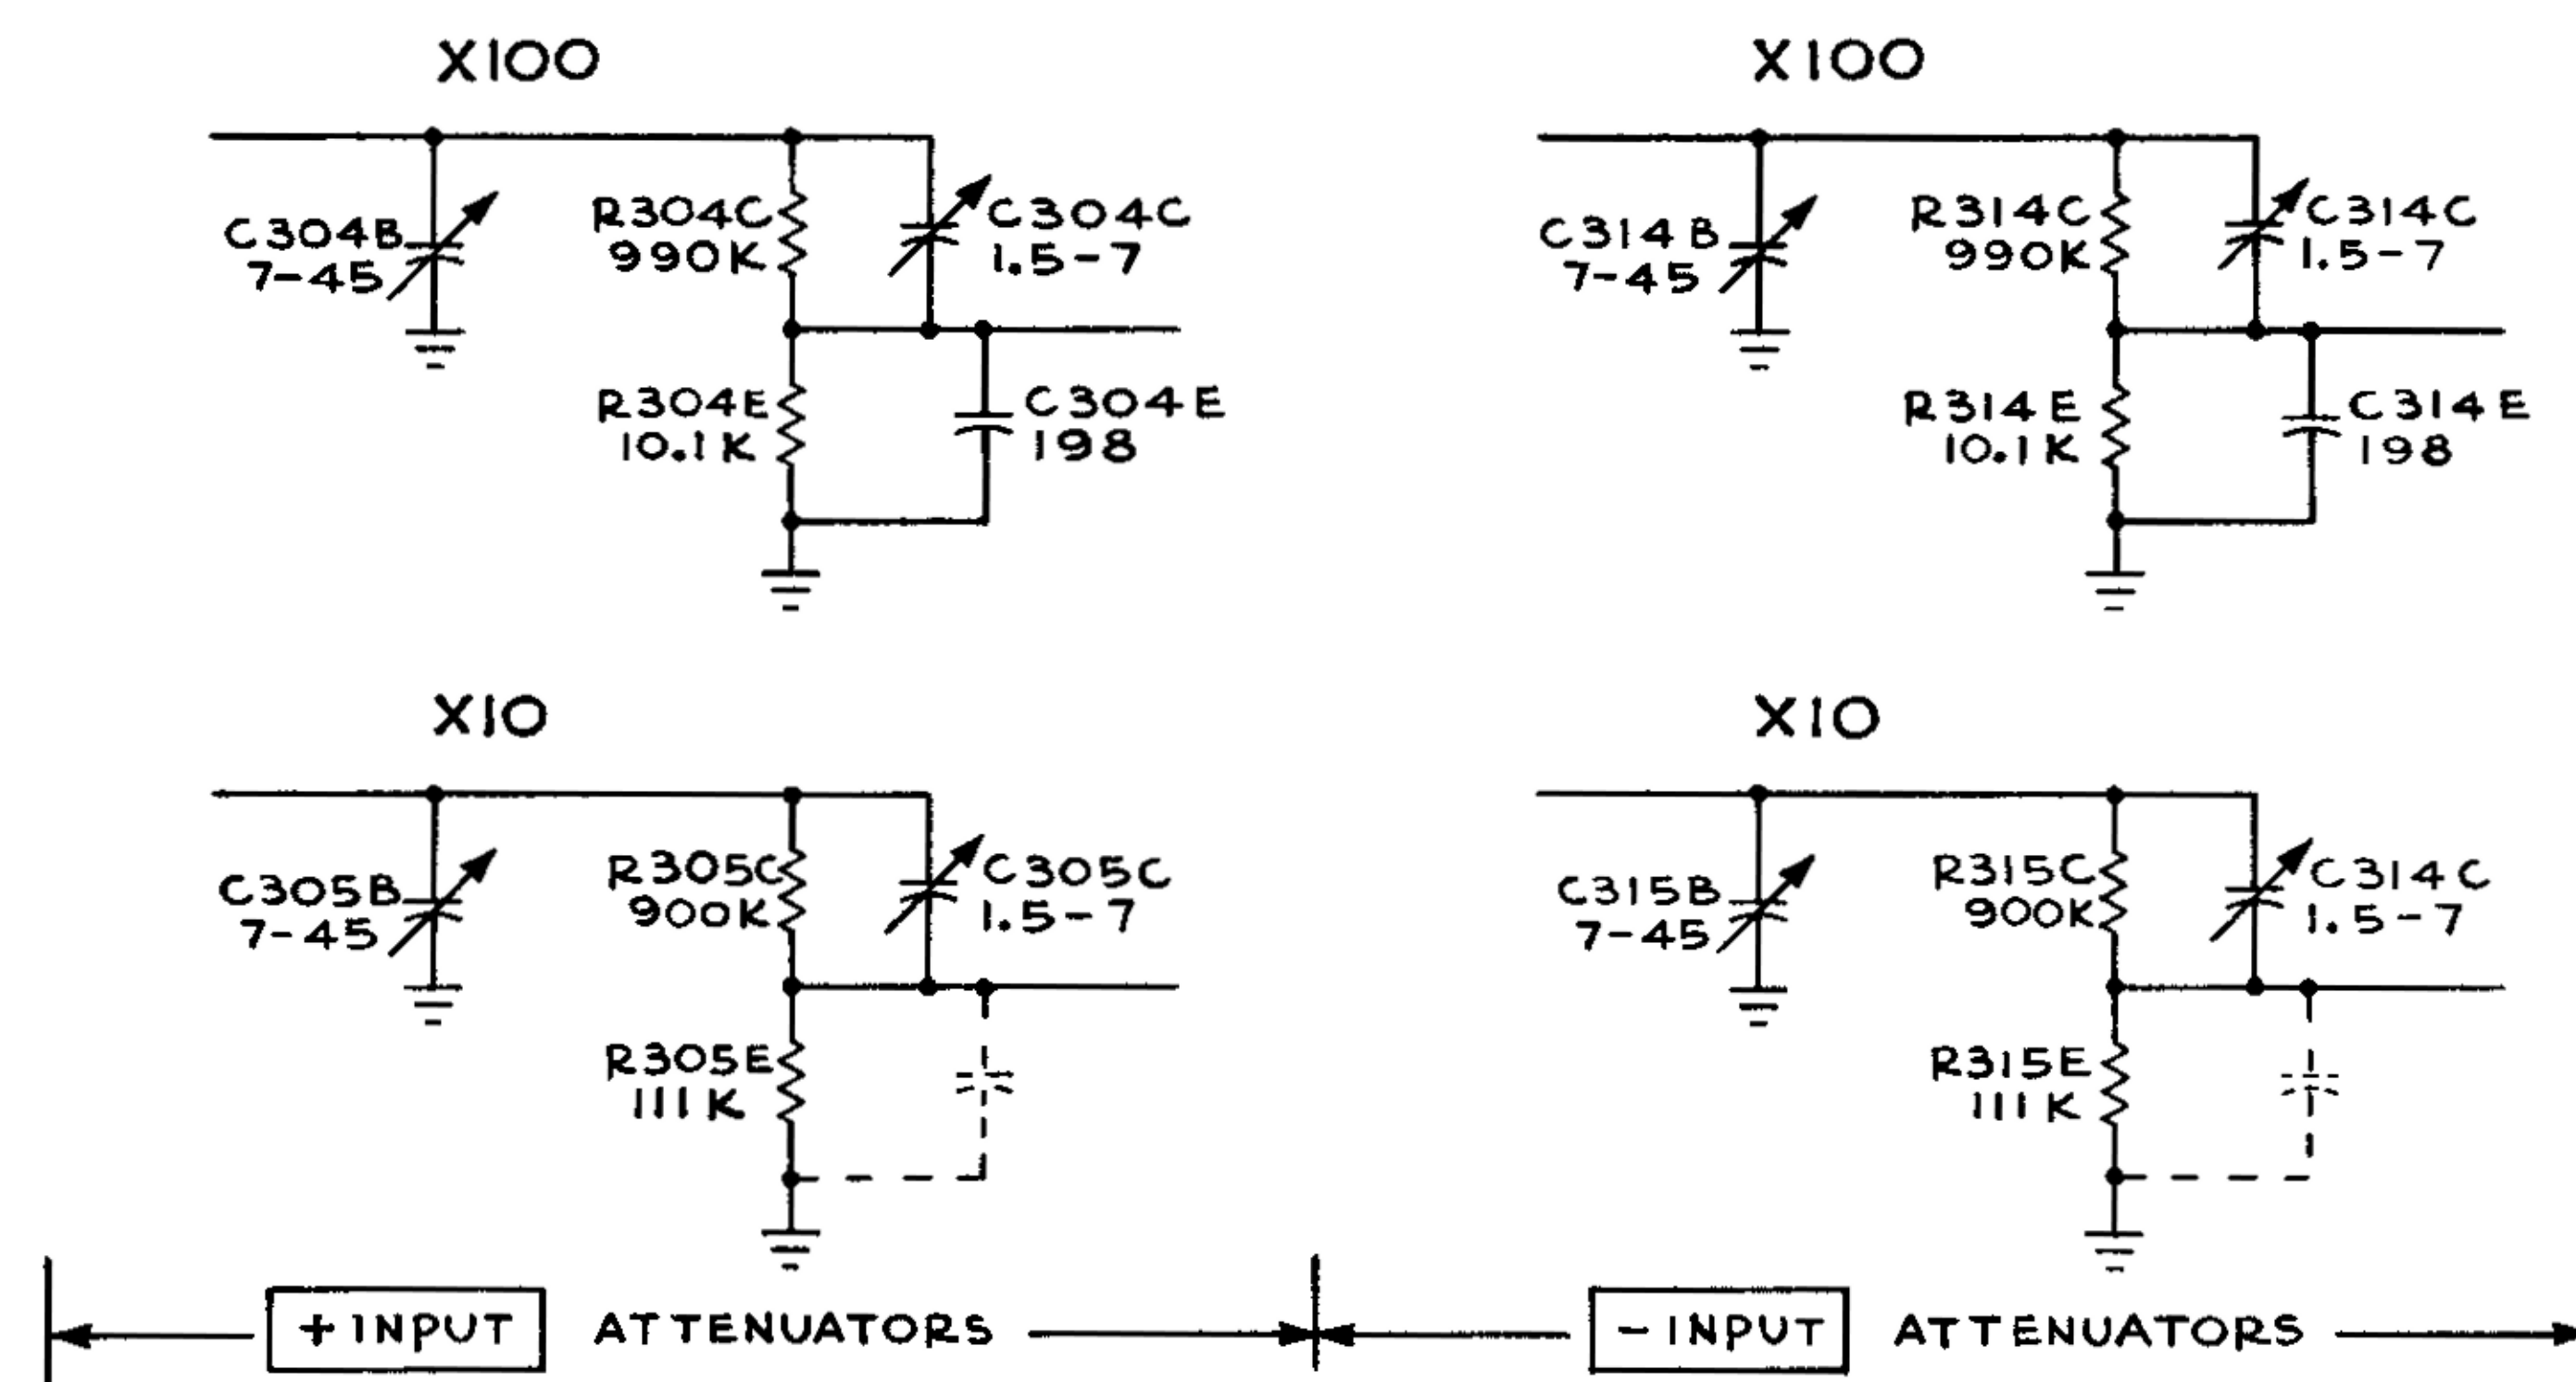 X100
C304B
7-45
R304C
990K
C304C
1.5-7
R304E
10.1K
C304E
198
X100
C314B
7-45
R314C
990K
C314C
1.5-7
R314E
10.1K
C314E
198
X10
C305B
7-45
R305C
900K
C305C
1.5-7
R305E
111K
X10
C315B
7-45
R315C
900K
C314C
1.5-7
R315E
111K
+INPUT ATTENUATORS
-INPUT ATTENUATORS